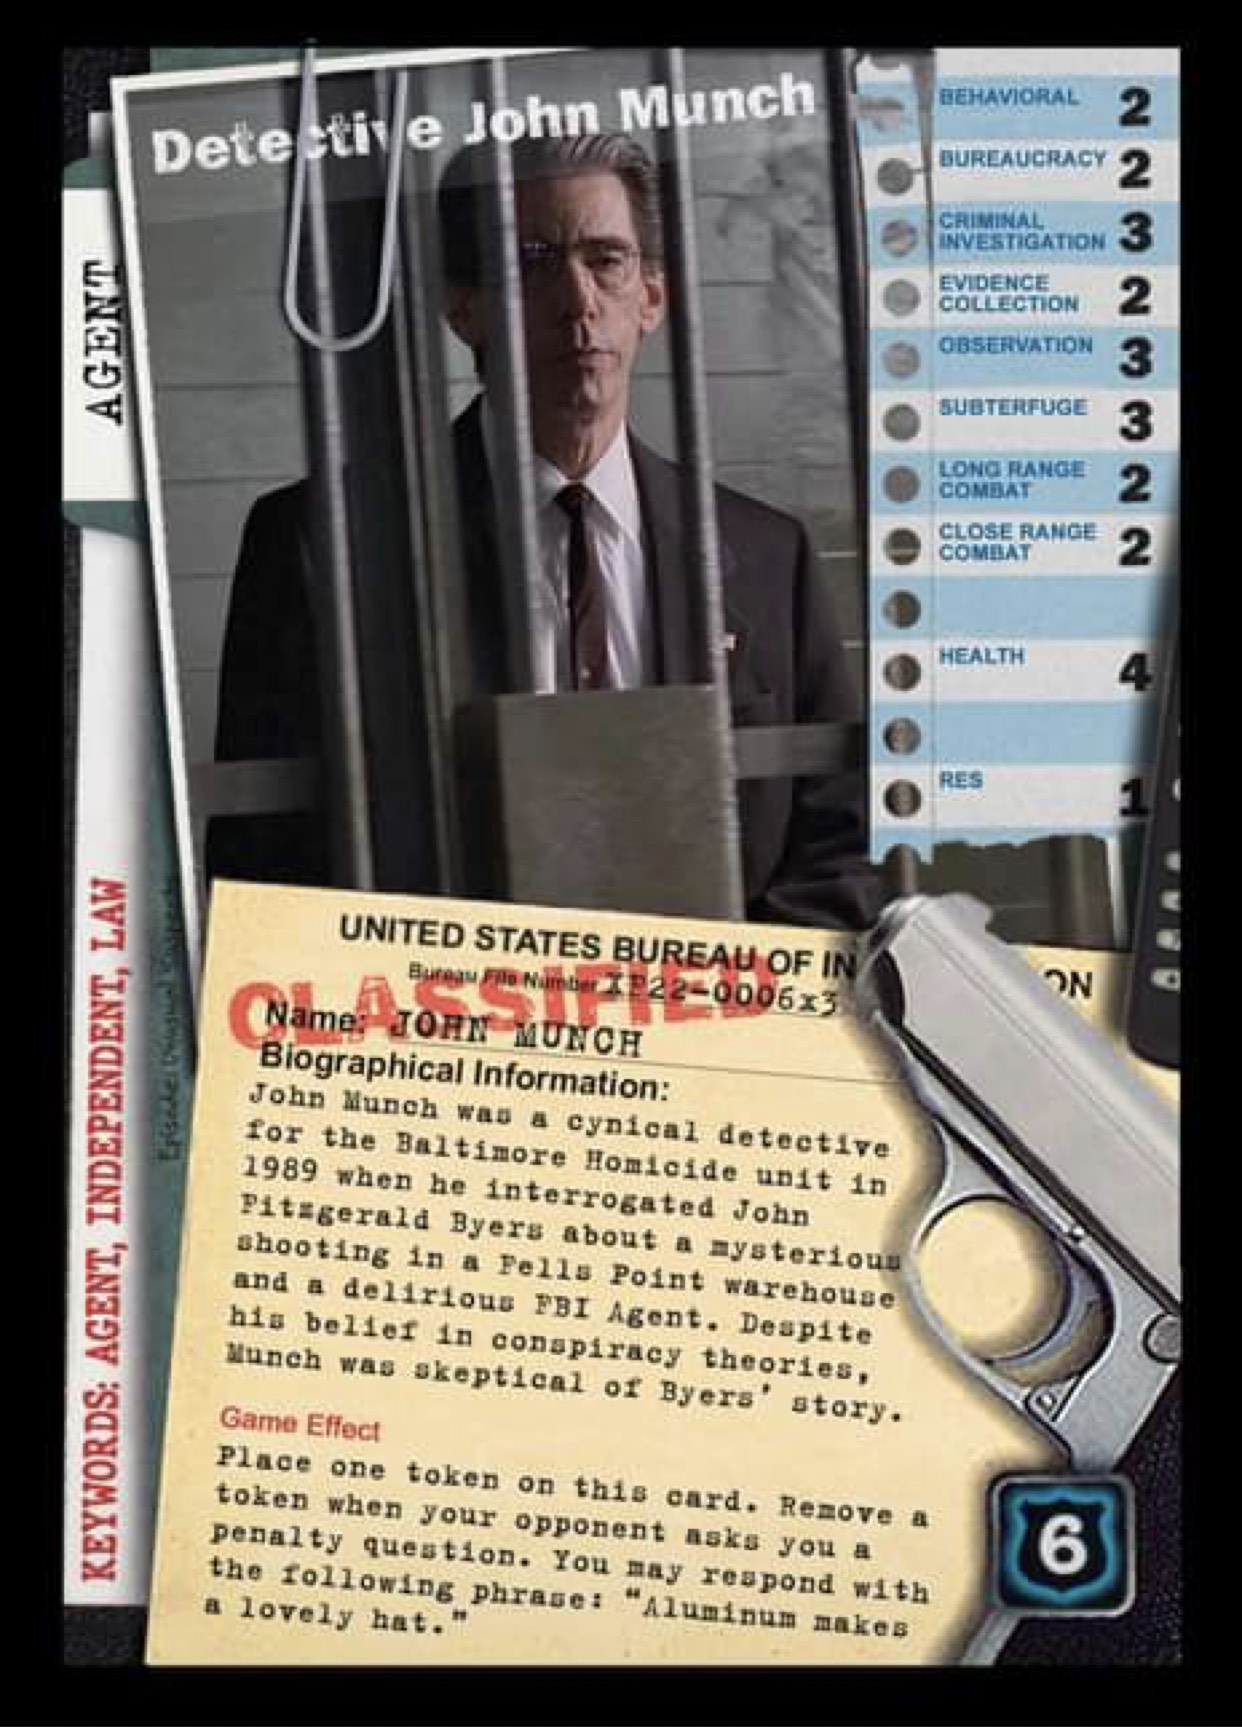 Detective John Munch
AGENT
BEHAVIORAL 2
BUREAUCRACY 2
CRIMINAL
INVESTIGATION 3
EVIDENCE
COLLECTION 2
OBSERVATION 3
SUBTERFUGE 3
LONG RANGE
COMBAT 2
CLOSE RANGE
COMBAT 2
HEALTH 4
RES 1
KEYWORDS: AGENT, INDEPENDENT, LAW
Episode: Unusual Suspects
UNITED STATES BUREAU OF IN ON
Bureau File Number XP22-0006x3
CLASSIFIED
Name: JOHN MUNCH
Biographical Information:
John Munch was a cynical detective
for the Baltimore Homicide unit in
1989 when he interrogated John
Fitzgerald Byers about a mysterious
shooting in a Fells Point warehouse
and a delirious FBI Agent. Despite
his belief in conspiracy theories,
Munch was skeptical of Byers' story.
Game Effect
Place one token on this card. Remove a
token when your opponent asks you a
penalty question. You may respond with
the following phrase: "Aluminum makes
a lovely hat."
6